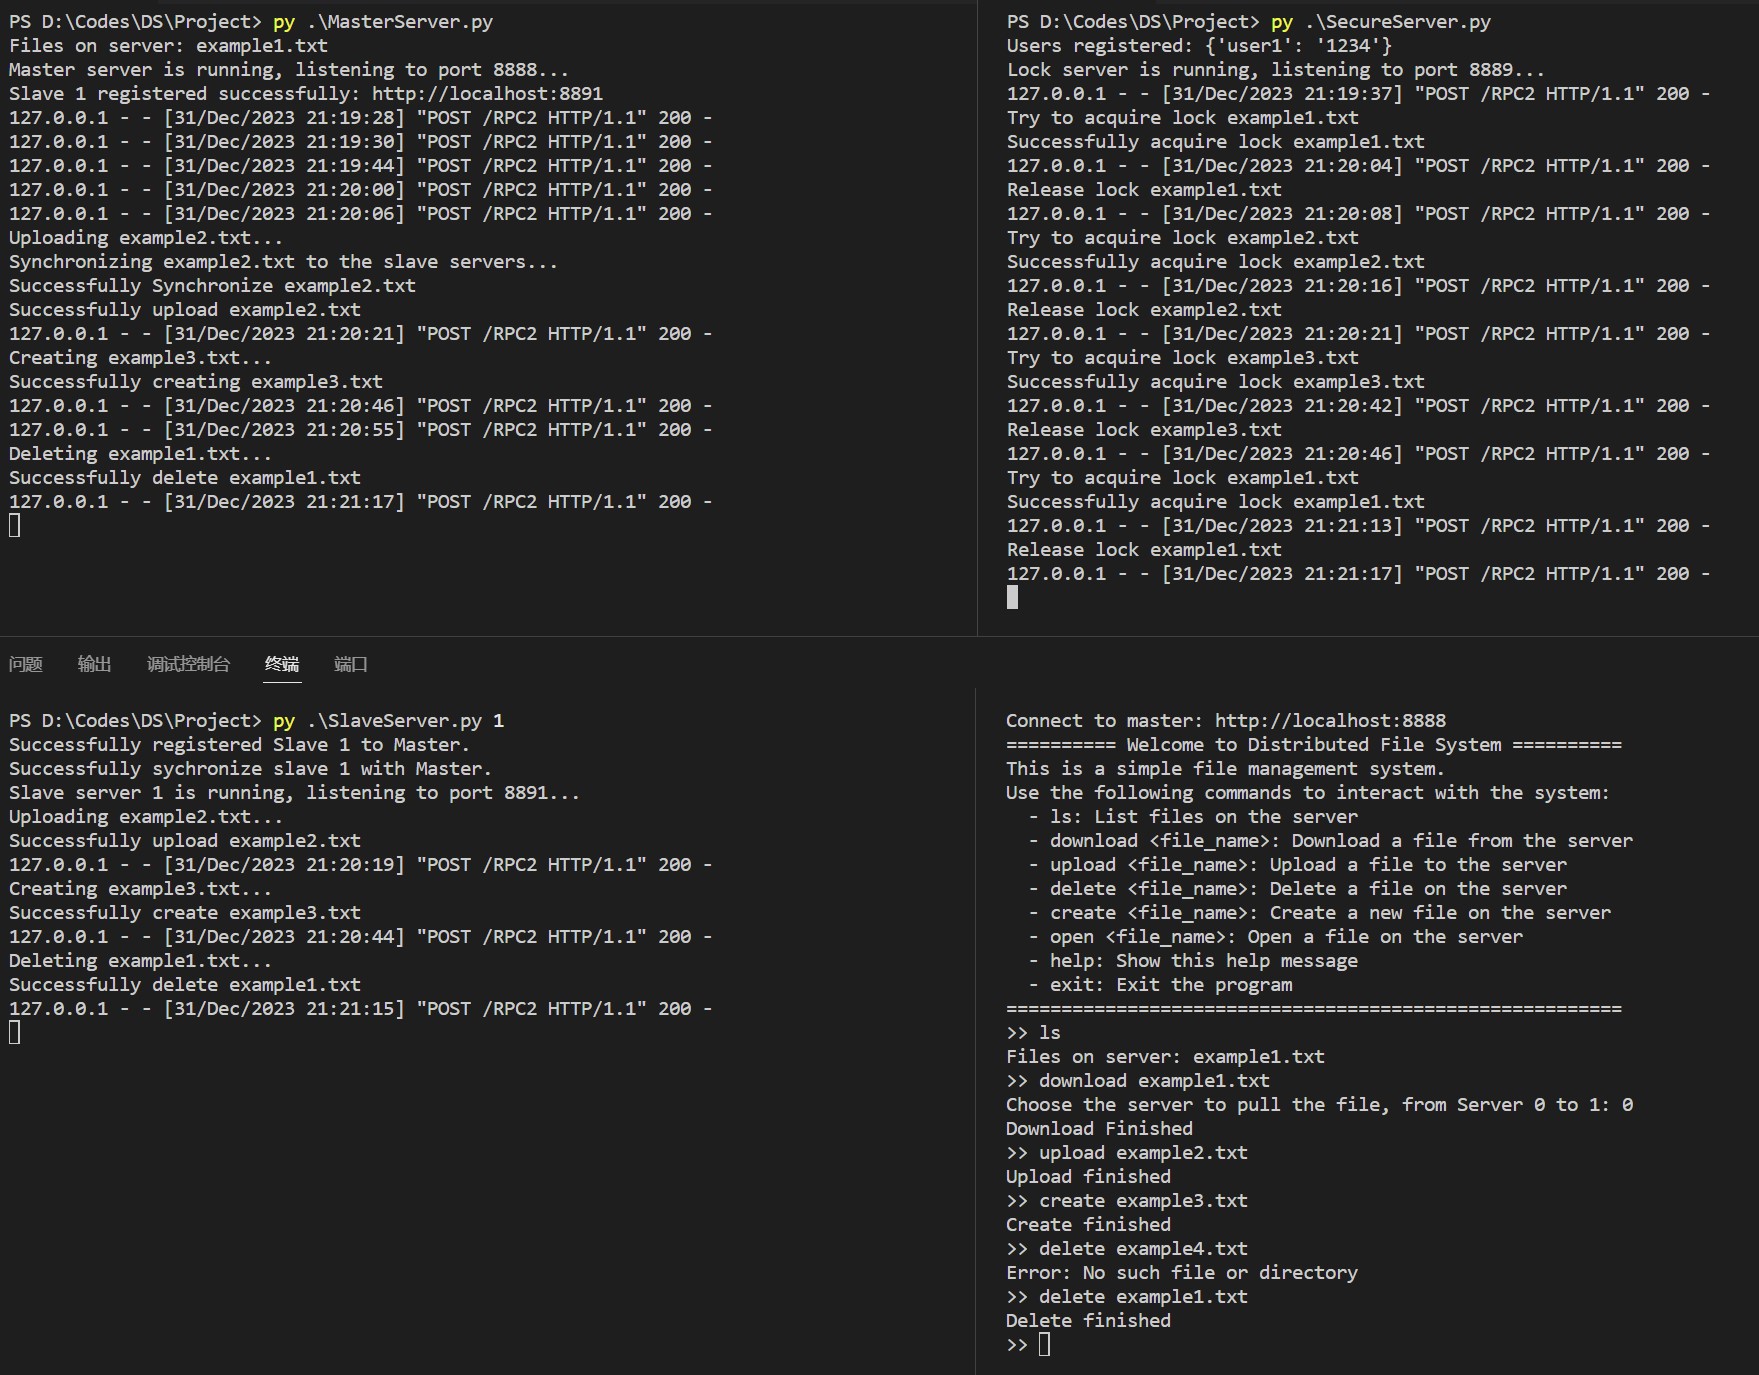 PS D:\Codes\DS\Project> py .\MasterServer.py
Files on server: example1.txt
Master server is running, listening to port 8888...
Slave 1 registered successfully: http://localhost:8891
127.0.0.1 - - [31/Dec/2023 21:19:28] "POST /RPC2 HTTP/1.1" 200 -
127.0.0.1 - - [31/Dec/2023 21:19:30] "POST /RPC2 HTTP/1.1" 200 -
127.0.0.1 - - [31/Dec/2023 21:19:44] "POST /RPC2 HTTP/1.1" 200 -
127.0.0.1 - - [31/Dec/2023 21:20:00] "POST /RPC2 HTTP/1.1" 200 -
127.0.0.1 - - [31/Dec/2023 21:20:06] "POST /RPC2 HTTP/1.1" 200 -
Uploading example2.txt...
Synchronizing example2.txt to the slave servers...
Successfully Synchronize example2.txt
Successfully upload example2.txt
127.0.0.1 - - [31/Dec/2023 21:20:21] "POST /RPC2 HTTP/1.1" 200 -
Creating example3.txt...
Successfully creating example3.txt
127.0.0.1 - - [31/Dec/2023 21:20:46] "POST /RPC2 HTTP/1.1" 200 -
127.0.0.1 - - [31/Dec/2023 21:20:55] "POST /RPC2 HTTP/1.1" 200 -
Deleting example1.txt...
Successfully delete example1.txt
127.0.0.1 - - [31/Dec/2023 21:21:17] "POST /RPC2 HTTP/1.1" 200 -
PS D:\Codes\DS\Project> py .\SecureServer.py
Users registered: {'user1': '1234'}
Lock server is running, listening to port 8889...
127.0.0.1 - - [31/Dec/2023 21:19:37] "POST /RPC2 HTTP/1.1" 200 -
Try to acquire lock example1.txt
Successfully acquire lock example1.txt
127.0.0.1 - - [31/Dec/2023 21:20:04] "POST /RPC2 HTTP/1.1" 200 -
Release lock example1.txt
127.0.0.1 - - [31/Dec/2023 21:20:08] "POST /RPC2 HTTP/1.1" 200 -
Try to acquire lock example2.txt
Successfully acquire lock example2.txt
127.0.0.1 - - [31/Dec/2023 21:20:16] "POST /RPC2 HTTP/1.1" 200 -
Release lock example2.txt
127.0.0.1 - - [31/Dec/2023 21:20:21] "POST /RPC2 HTTP/1.1" 200 -
Try to acquire lock example3.txt
Successfully acquire lock example3.txt
127.0.0.1 - - [31/Dec/2023 21:20:42] "POST /RPC2 HTTP/1.1" 200 -
Release lock example3.txt
127.0.0.1 - - [31/Dec/2023 21:20:46] "POST /RPC2 HTTP/1.1" 200 -
Try to acquire lock example1.txt
Successfully acquire lock example1.txt
127.0.0.1 - - [31/Dec/2023 21:21:13] "POST /RPC2 HTTP/1.1" 200 -
Release lock example1.txt
127.0.0.1 - - [31/Dec/2023 21:21:17] "POST /RPC2 HTTP/1.1" 200 -
问题 输出 调试控制台 终端 端口
PS D:\Codes\DS\Project> py .\SlaveServer.py 1
Successfully registered Slave 1 to Master.
Successfully sychronize slave 1 with Master.
Slave server 1 is running, listening to port 8891...
Uploading example2.txt...
Successfully upload example2.txt
127.0.0.1 - - [31/Dec/2023 21:20:19] "POST /RPC2 HTTP/1.1" 200 -
Creating example3.txt...
Successfully create example3.txt
127.0.0.1 - - [31/Dec/2023 21:20:44] "POST /RPC2 HTTP/1.1" 200 -
Deleting example1.txt...
Successfully delete example1.txt
127.0.0.1 - - [31/Dec/2023 21:21:15] "POST /RPC2 HTTP/1.1" 200 -
Connect to master: http://localhost:8888
========== Welcome to Distributed File System ==========
This is a simple file management system.
Use the following commands to interact with the system:
- ls: List files on the server
- download <file_name>: Download a file from the server
- upload <file_name>: Upload a file to the server
- delete <file_name>: Delete a file on the server
- create <file_name>: Create a new file on the server
- open <file_name>: Open a file on the server
- help: Show this help message
- exit: Exit the program
========================================================
>> ls
Files on server: example1.txt
>> download example1.txt
Choose the server to pull the file, from Server 0 to 1: 0
Download Finished
>> upload example2.txt
Upload finished
>> create example3.txt
Create finished
>> delete example4.txt
Error: No such file or directory
>> delete example1.txt
Delete finished
>>